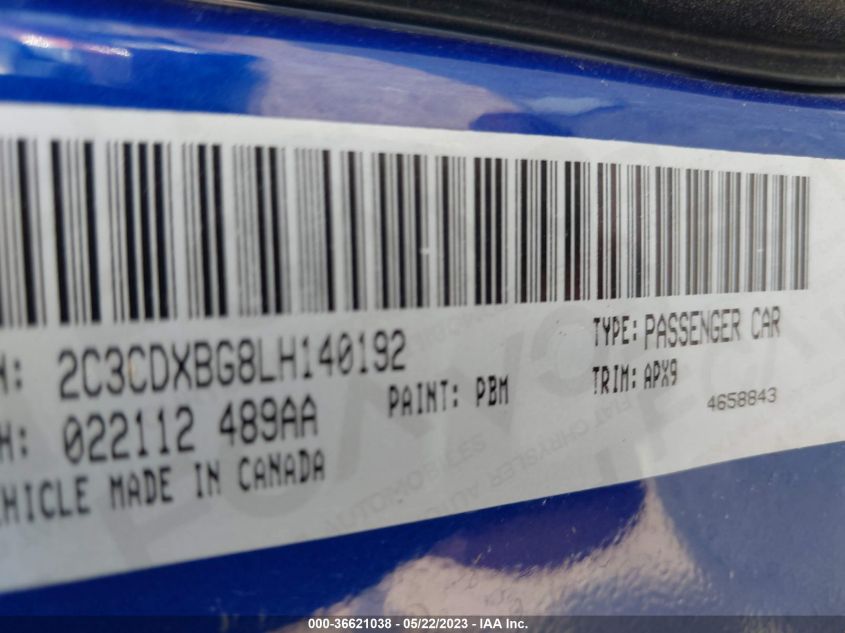 N: 2C3CDXBG8LH140192 TYPE: PASSENGER CAR
H: 022112 489AA PAINT: PBM TRIM: APX9
EHICLE MADE IN CANADA 4658843
000-36621038 - 05/22/2023 - IAA Inc.